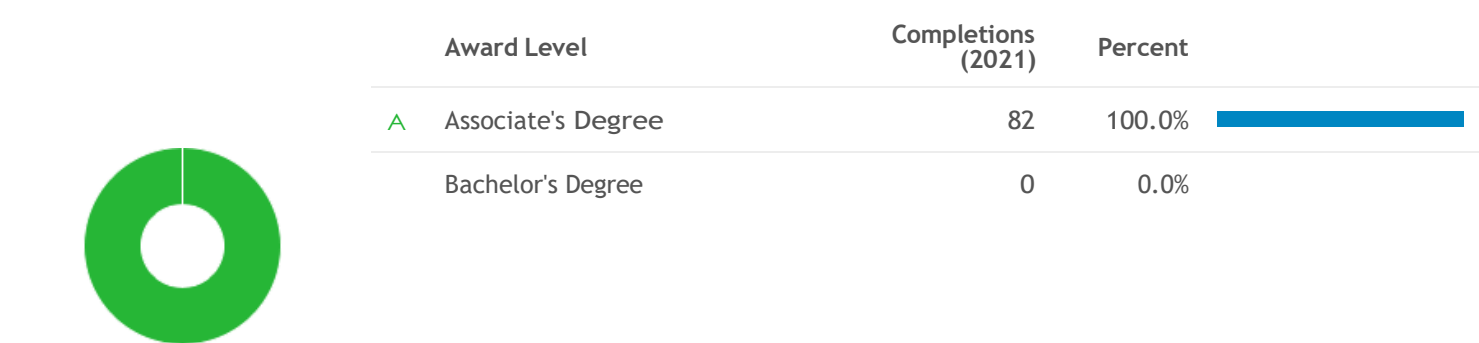 Award Level Completions (2021) Percent
A Associate's Degree 82 100.0%
Bachelor's Degree 0 0.0%